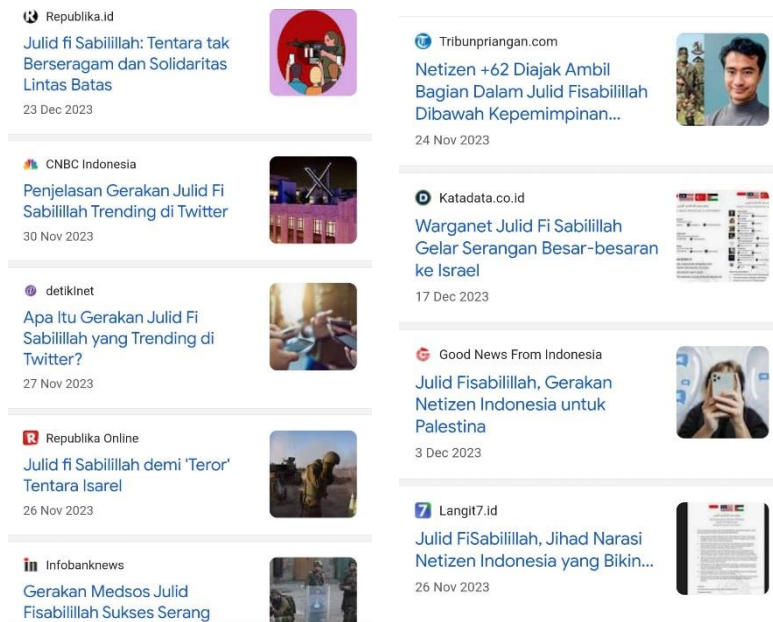 Republika.id
Julid fi Sabilillah: Tentara tak
Berseragam dan Solidaritas
Lintas Batas
23 Dec 2023
CNBC Indonesia
Penjelasan Gerakan Julid Fi
Sabilillah Trending di Twitter
30 Nov 2023
detikInet
Apa Itu Gerakan Julid Fi
Sabilillah yang Trending di
Twitter?
27 Nov 2023
Republika Online
Julid fi Sabilillah demi 'Teror'
Tentara Isarel
26 Nov 2023
Infobanknews
Gerakan Medsos Julid
Fisabilillah Sukses Serang
Tribunpriangan.com
Netizen +62 Diajak Ambil
Bagian Dalam Julid Fisabilillah
Dibawah Kepemimpinan...
24 Nov 2023
Katadata.co.id
Warganet Julid Fi Sabilillah
Gelar Serangan Besar-besaran
ke Israel
17 Dec 2023
Good News From Indonesia
Julid Fisabilillah, Gerakan
Netizen Indonesia untuk
Palestina
3 Dec 2023
Langit7.id
Julid FiSabilillah, Jihad Narasi
Netizen Indonesia yang Bikin...
26 Nov 2023